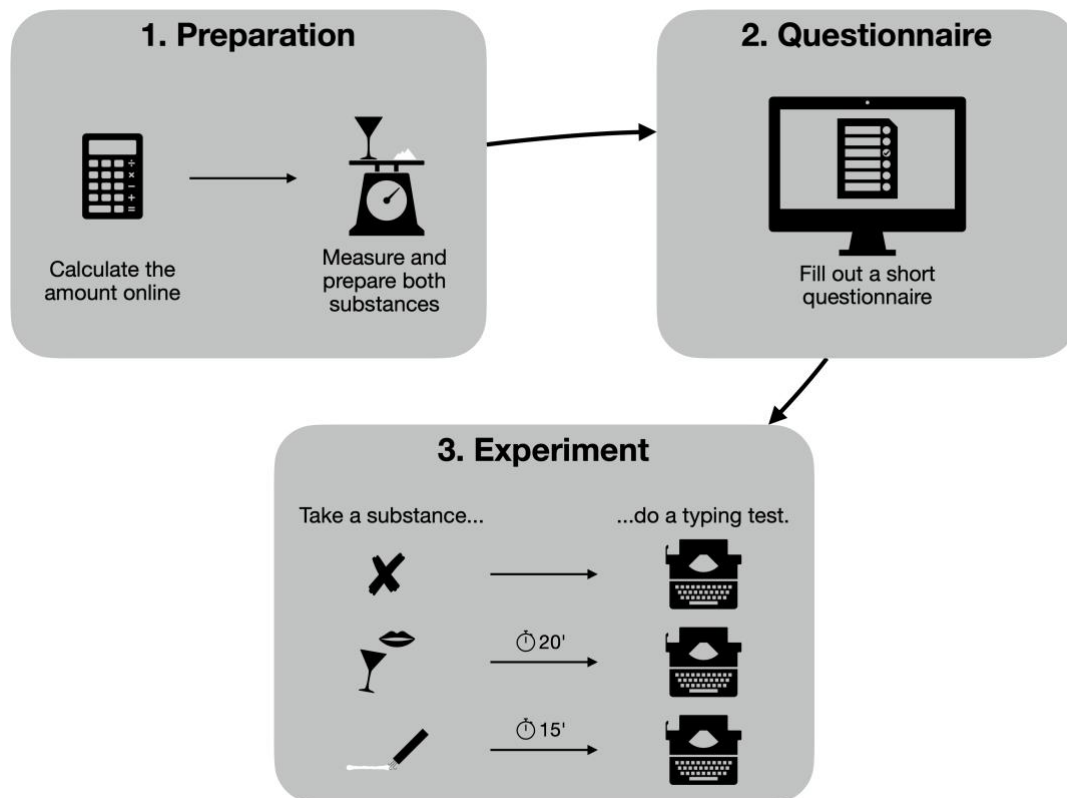 1. Preparation
Calculate the
amount online
Measure and
prepare both
substances
2. Questionnaire
Fill out a short
questionnaire
3. Experiment
Take a substance...
...do a typing test.
20'
15'